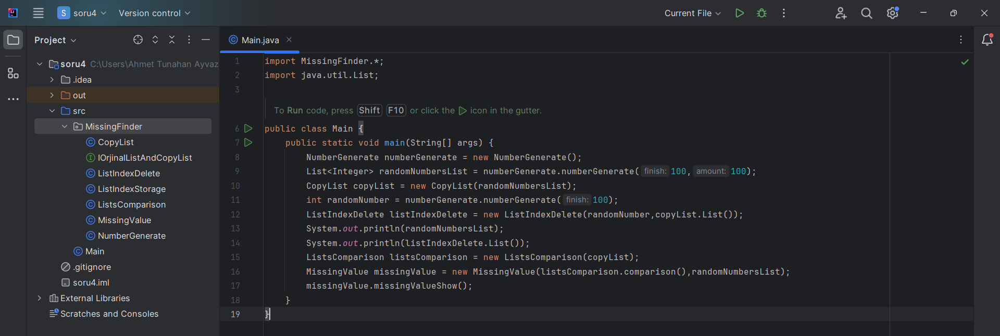 S soru4 Version control Current File
Project
Main.java
soru4 C:\Users\Ahmet Tunahan Ayvaz
.idea
out
src
MissingFinder
CopyList
IOrjinalListAndCopyList
ListIndexDelete
ListIndexStorage
ListsComparison
MissingValue
NumberGenerate
Main
.gitignore
soru4.iml
External Libraries
Scratches and Consoles
1 import MissingFinder.*;
2 import java.util.List;
3
To Run code, press Shift F10 or click the icon in the gutter.
6 public class Main {
7 public static void main(String[] args) {
8 NumberGenerate numberGenerate = new NumberGenerate();
9 List<Integer> randomNumbersList = numberGenerate.numberGenerate( finish: 100, amount: 100);
10 CopyList copyList = new CopyList(randomNumbersList);
11 int randomNumber = numberGenerate.numberGenerate( finish: 100);
12 ListIndexDelete listIndexDelete = new ListIndexDelete(randomNumber,copyList.List());
13 System.out.println(randomNumbersList);
14 System.out.println(listIndexDelete.List());
15 ListsComparison listsComparison = new ListsComparison(copyList);
16 MissingValue missingValue = new MissingValue(listsComparison.comparison(),randomNumbersList);
17 missingValue.missingValueShow();
18 }
19 }